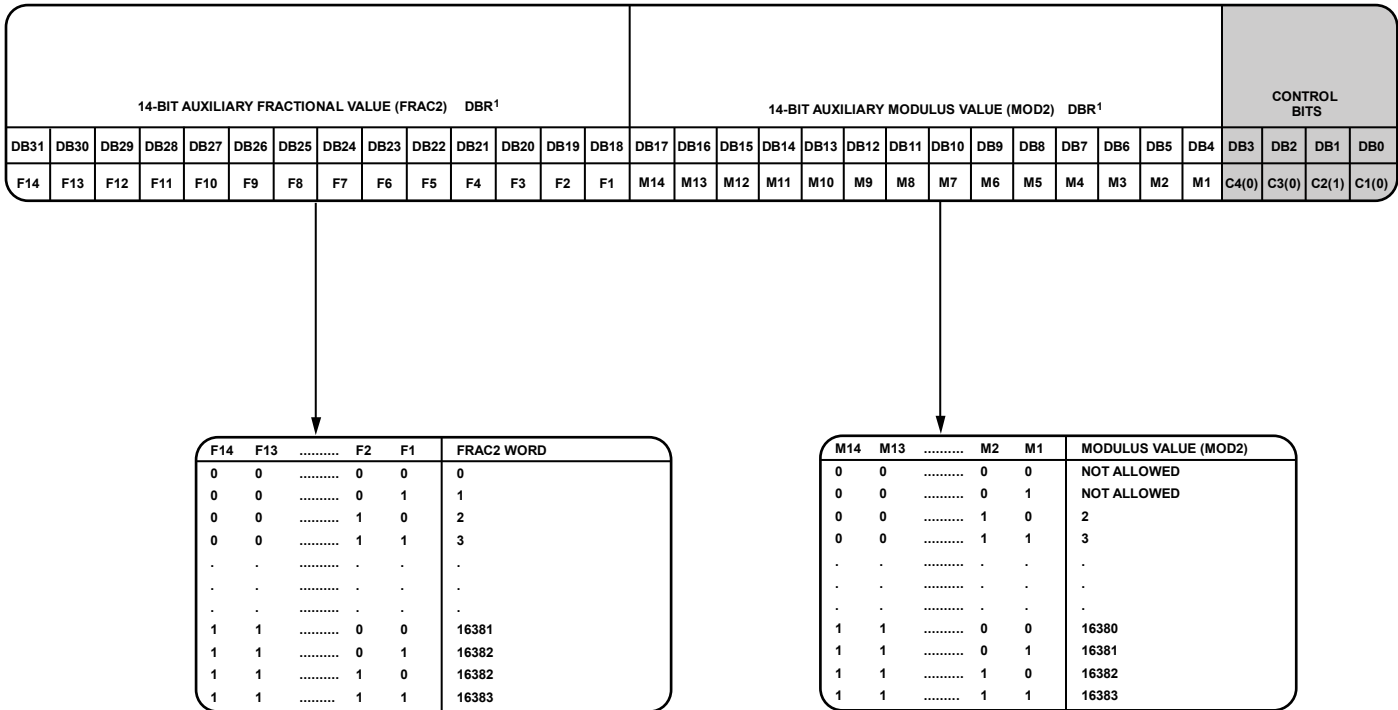 14-BIT AUXILIARY FRACTIONAL VALUE (FRAC2) DBR1 14-BIT AUXILIARY MODULUS VALUE (MOD2) DBR1 CONTROL
BITS
DB31 DB30 DB29 DB28 DB27 DB26 DB25 DB24 DB23 DB22 DB21 DB20 DB19 DB18 DB17 DB16 DB15 DB14 DB13 DB12 DB11 DB10 DB9 DB8 DB7 DB6 DB5 DB4 DB3 DB2 DB1 DB0
F14 F13 F12 F11 F10 F9 F8 F7 F6 F5 F4 F3 F2 F1 M14 M13 M12 M11 M10 M9 M8 M7 M6 M5 M4 M3 M2 M1 C4(0) C3(0) C2(1) C1(0)
F14 F13 .......... F2 F1 FRAC2 WORD
0 0 .......... 0 0 0
0 0 .......... 0 1 1
0 0 .......... 1 0 2
0 0 .......... 1 1 3
. . .......... . . .
. . .......... . . .
. . .......... . . .
1 1 .......... 0 0 16381
1 1 .......... 0 1 16382
1 1 .......... 1 0 16382
1 1 ......... 1 1 16383
M14 M13 .......... M2 M1 MODULUS VALUE (MOD2)
0 0 .......... 0 0 NOT ALLOWED
0 0 .......... 0 1 NOT ALLOWED
0 0 .......... 1 0 2
0 0 .......... 1 1 3
. . .......... . . .
. . .......... . . .
. . .......... . . .
1 1 .......... 0 0 16380
1 1 .......... 0 1 16381
1 1 .......... 1 0 16382
1 1 ......... 1 1 16383